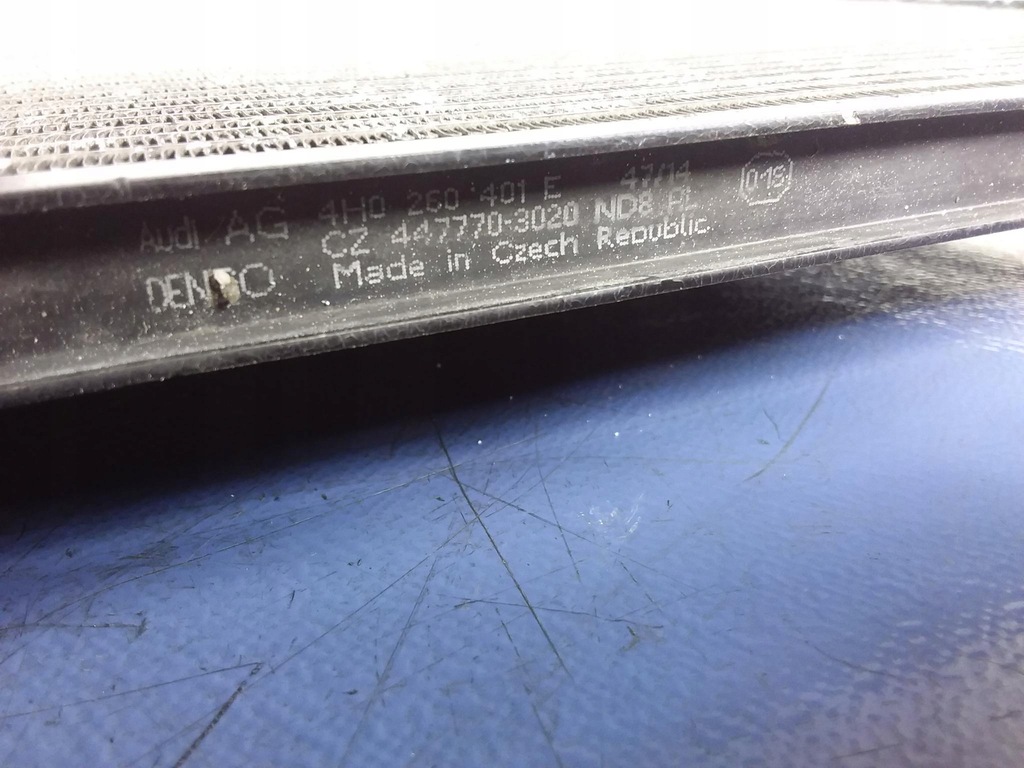 Audi AG 4H0 260 401 E 47/14
CZ 447770-3020 ND8 PL
DENSO Made in Czech Republic